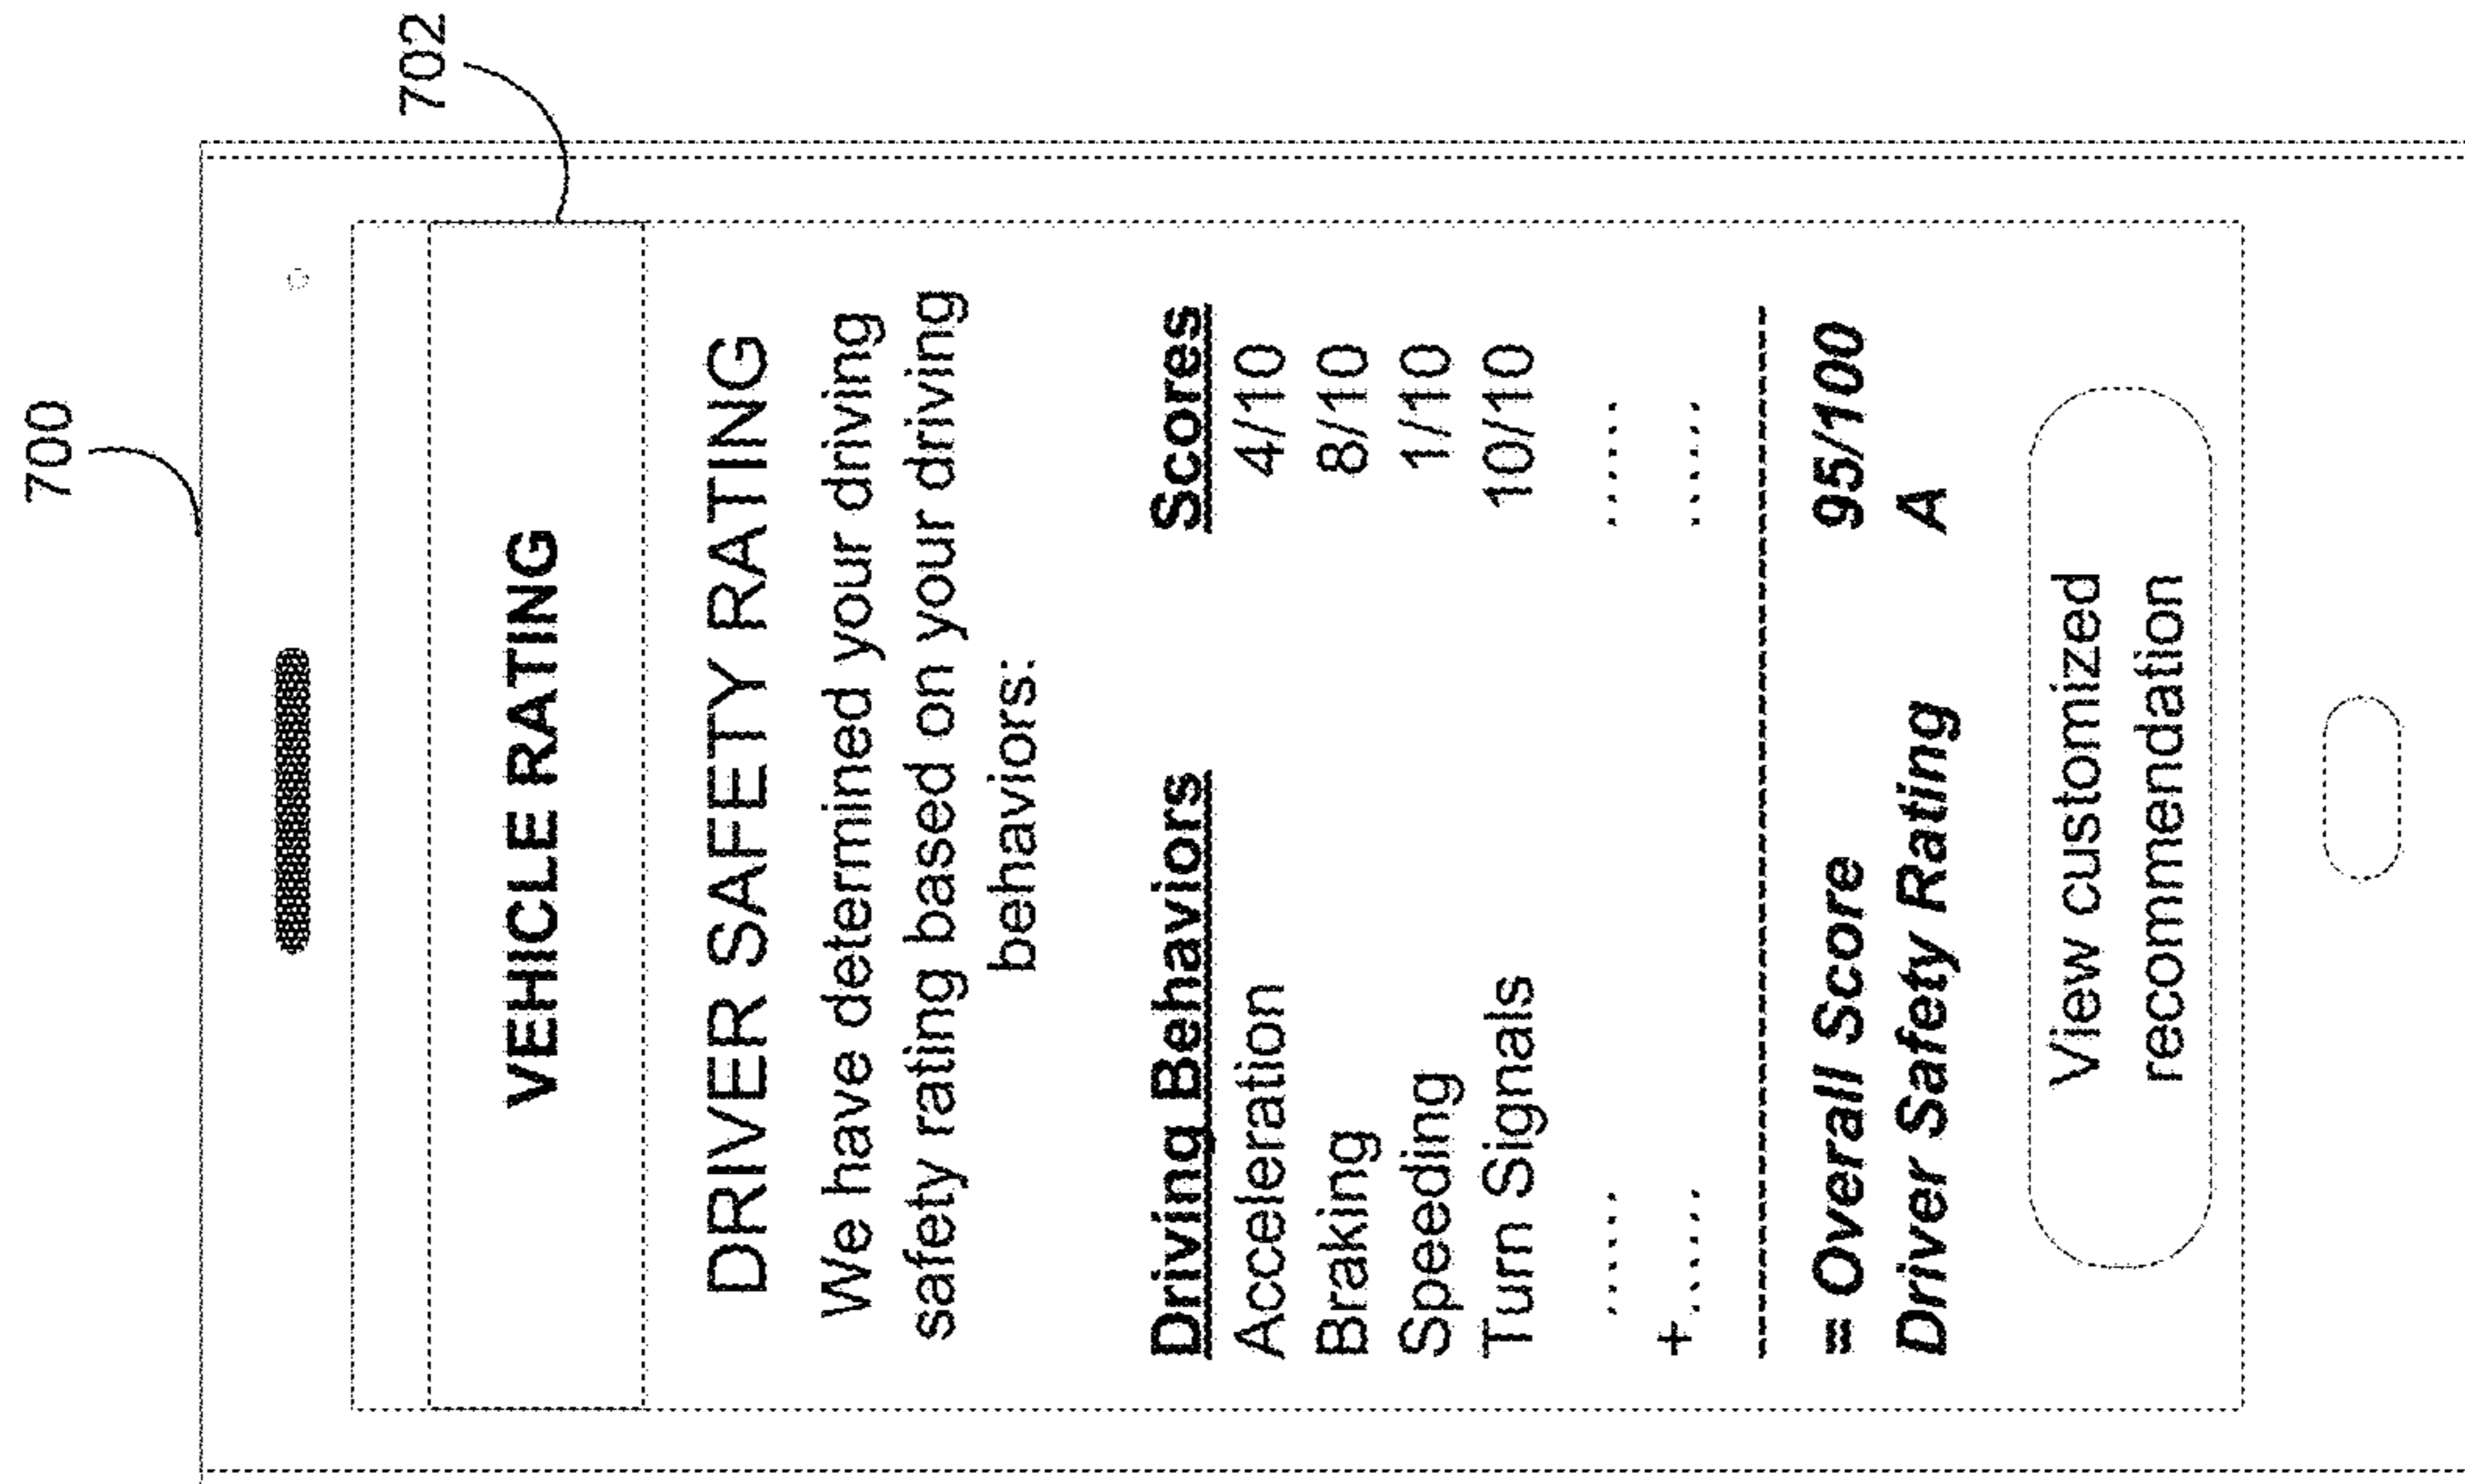 700
702
VEHICLE RATING
DRIVER SAFETY RATING
We have determined your driving
safety rating based on your driving
behaviors:
Driving Behaviors Scores
Acceleration 4/10
Braking 8/10
Speeding 1/10
Turn Signals 10/10
..... .....
+..... .....
= Overall Score 95/100
Driver Safety Rating A
View customized
recommendation